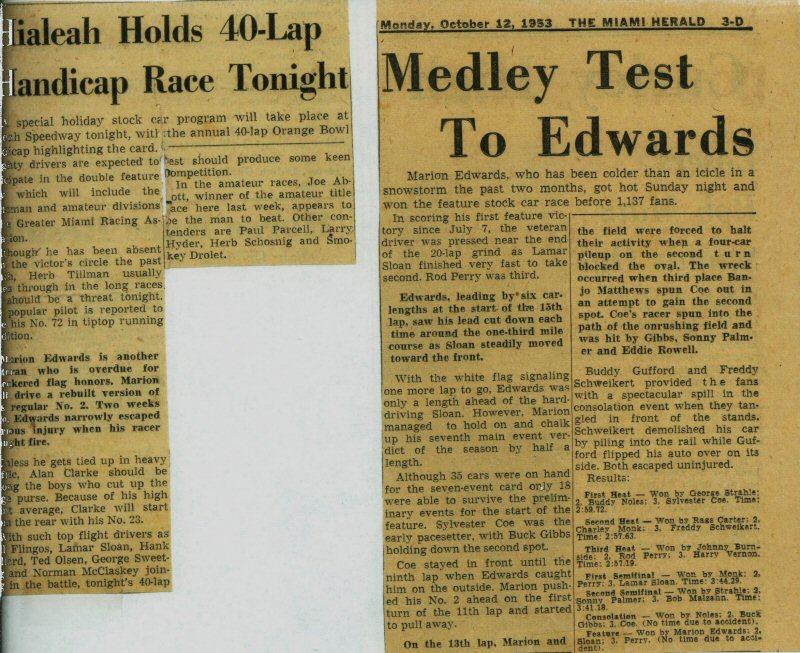 Hialeah Holds 40-Lap
Handicap Race Tonight
special holiday stock car program will take place at
Speedway tonight, with the annual 40-lap Orange Bowl
highlighting the card.
drivers are expected to
in the double feature
which will include the
and amateur divisions
Greater Miami Racing As-
he has been absent
the victor's circle the past
Herb Tillman usually
through in the long races
should be a threat tonight.
popular pilot is reported to
his No. 72 in tiptop running
Marion Edwards is another
who is overdue for
flag honors. Marion
drive a rebuilt version of
regular No. 2. Two weeks
Edwards narrowly escaped
injury when his racer
fire.
he gets tied up in heavy
Alan Clarke should be
the boys who cut up the
purse. Because of his high
average, Clarke will start
the rear with his No. 23.
such top flight drivers as
Flingos, Lamar Sloan, Hank
Ted Olsen, George Sweet-
and Norman McClaskey join-
in the battle, tonight's 40-lap
should produce some keen
competition.
In the amateur races, Joe Ab-
ott, winner of the amateur title
race here last week, appears to
be the man to beat. Other con-
tenders are Paul Parcell, Larry
Hyder, Herb Schosnig and Smo-
key Drolet.
Monday, October 12, 1953 THE MIAMI HERALD 3-D
Medley Test
To Edwards
Marion Edwards, who has been colder than an icicle in a
snowstorm the past two months, got hot Sunday night and
won the feature stock car race before 1,137 fans.
In scoring his first feature vic-
tory since July 7, the veteran
driver was pressed near the end
of the 20-lap grind as Lamar
Sloan finished very fast to take
second. Rod Perry was third.
Edwards, leading by six car-
lengths at the start of the 15th
lap, saw his lead cut down each
time around the one-third mile
course as Sloan steadily moved
toward the front.
With the white flag signaling
one more lap to go, Edwards was
only a length ahead of the hard-
driving Sloan. However, Marion
managed to hold on and chalk
up his seventh main event ver-
dict of the season by half a
length.
Although 35 cars were on hand
for the seven-event card only 18
were able to survive the prelim-
inary events for the start of the
feature. Sylvester Coe was the
early pacesetter, with Buck Gibbs
holding down the second spot.
Coe stayed in front until the
ninth lap when Edwards caught
him on the outside. Marion push-
ed his No. 2 ahead on the first
turn of the 11th lap and started
to pull away.
On the 13th lap, Marion and
the field were forced to halt
their activity when a four-car
pileup on the second turn
blocked the oval. The wreck
occurred when third place Ban-
jo Matthews spun Coe out in
an attempt to gain the second
spot. Coe's racer spun into the
path of the onrushing field and
was hit by Gibbs, Sonny Palm-
er and Eddie Rowell.
Buddy Gufford and Freddy
Schweikert provided the fans
with a spectacular spill in the
consolation event when they tan-
gled in front of the stands.
Schweikert demolished his car
by piling into the rail while Guf-
ford flipped his auto over on its
side. Both escaped uninjured.
Results:
First Heat — Won by George Strahle;
2, Buddy Noles; 3, Sylvester Coe. Time:
2:59.72.
Second Heat — Won by Rags Carter; 2,
Charley Monk; 3, Freddy Schweikert.
Time: 2:57.63.
Third Heat — Won by Johnny Burn-
side; 2, Rod Perry; 3, Harry Vernon.
Time: 2:57.19.
First Semifinal — Won by Monk; 2,
Perry; 3, Lamar Sloan. Time: 3:44.29.
Second Semifinal — Won by Strahle; 2,
Sonny Palmer; 3, Bob Malzahn. Time:
3:41.18.
Consolation — Won by Noles; 2, Buck
Gibbs; 3, Coe. (No time due to accident).
Feature — Won by Marion Edwards; 2,
Sloan; 3, Perry. (No time due to acci-
dent).